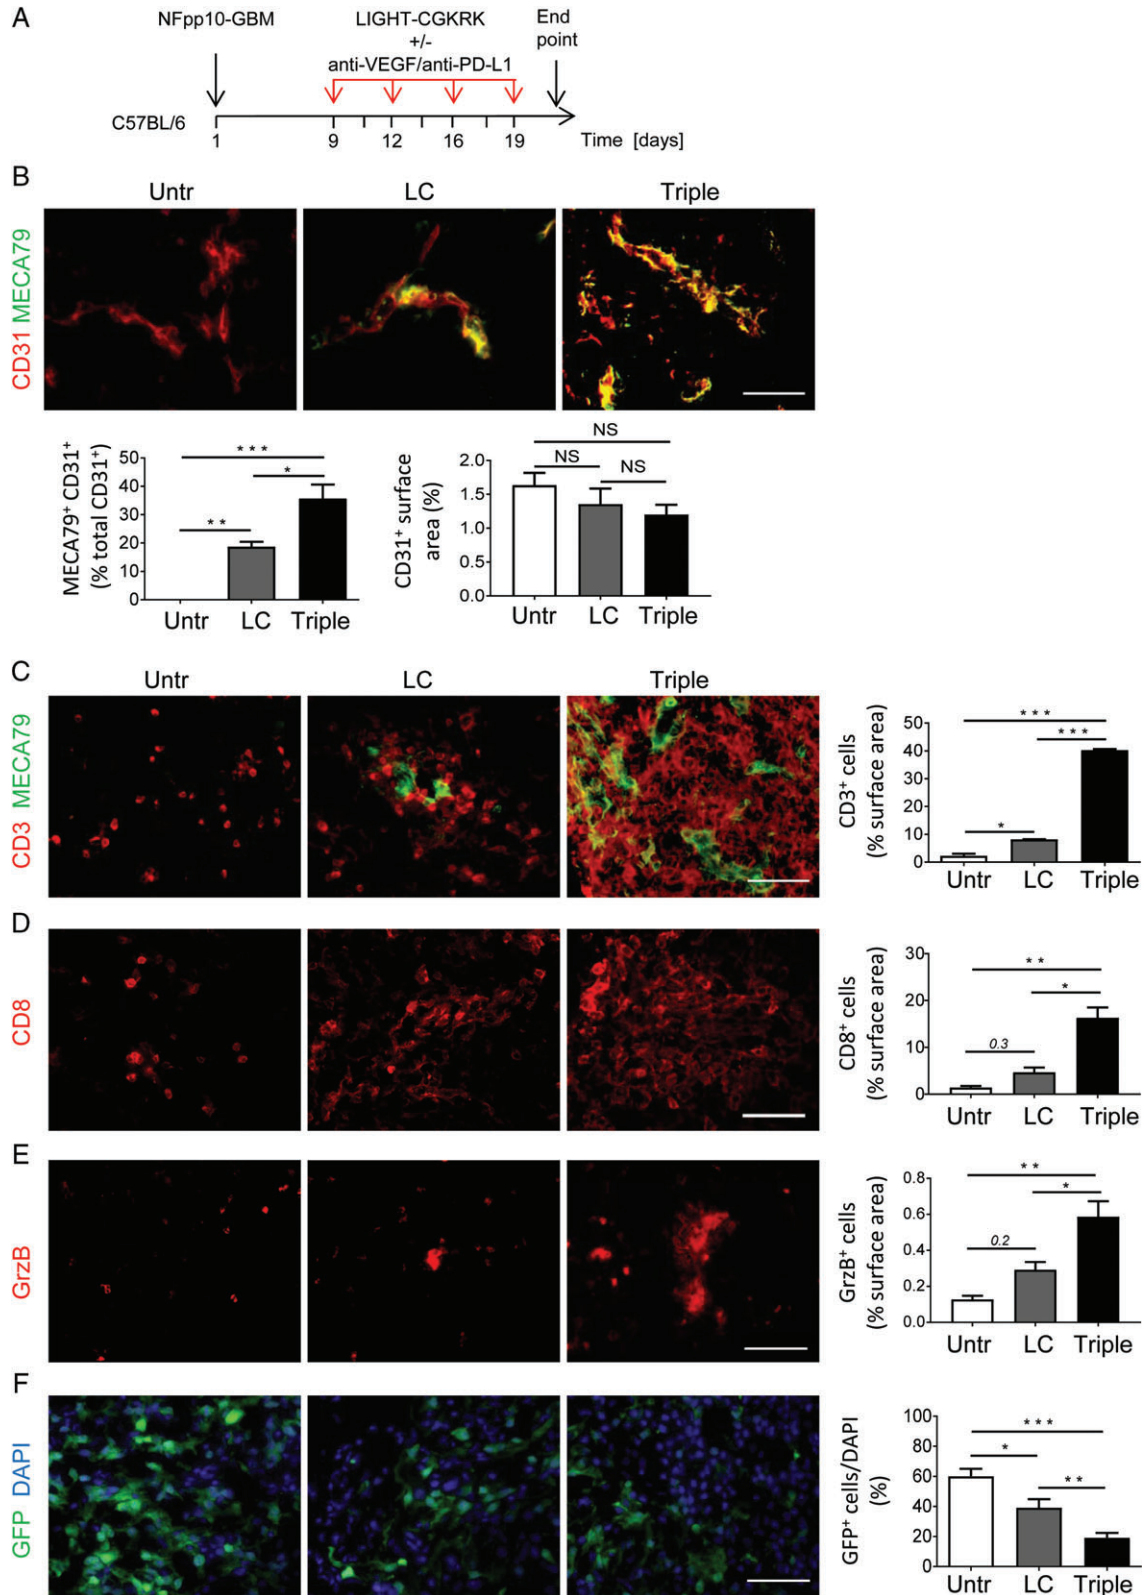 A
NFpp10-GBM
LIGHT-CGKRK
+/-
anti-VEGF/anti-PD-L1
End
point
C57BL/6
1
9
12
16
19
Time [days]
B
Untr
LC
Triple
CD31 MECA79
MECA79⁺ CD31⁺
(% total CD31⁺)
50
40
30
20
10
0
* * *
*
* *
Untr
LC
Triple
CD31⁺ surface
area (%)
2.0
1.5
1.0
0.5
0.0
NS
NS
NS
Untr
LC
Triple
C
Untr
LC
Triple
CD3 MECA79
CD3⁺ cells
(% surface area)
50
40
30
20
10
0
* * *
* * *
*
Untr
LC
Triple
D
CD8
CD8⁺ cells
(% surface area)
30
20
10
0
* *
*
0.3
Untr
LC
Triple
E
GrzB
GrzB⁺ cells
(% surface area)
0.8
0.6
0.4
0.2
0.0
* *
*
0.2
Untr
LC
Triple
F
GFP DAPI
GFP⁺ cells/DAPI
(%)
100
80
60
40
20
0
* * *
*
* *
Untr
LC
Triple